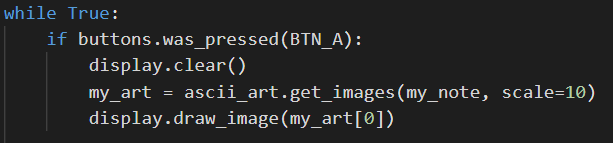 while True:
    if buttons.was_pressed(BTN_A):
        display.clear()
        my_art = ascii_art.get_images(my_note, scale=10)
        display.draw_image(my_art[0])